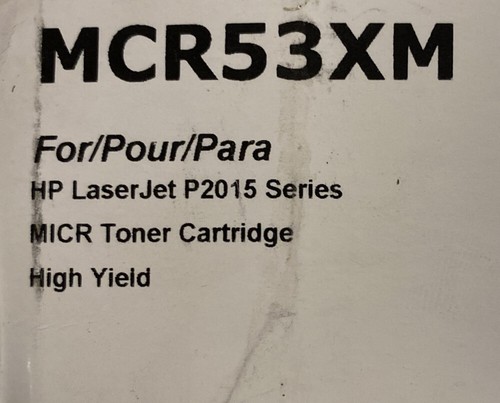 MCR53XM
For/Pour/Para
HP LaserJet P2015 Series
MICR Toner Cartridge
High Yield